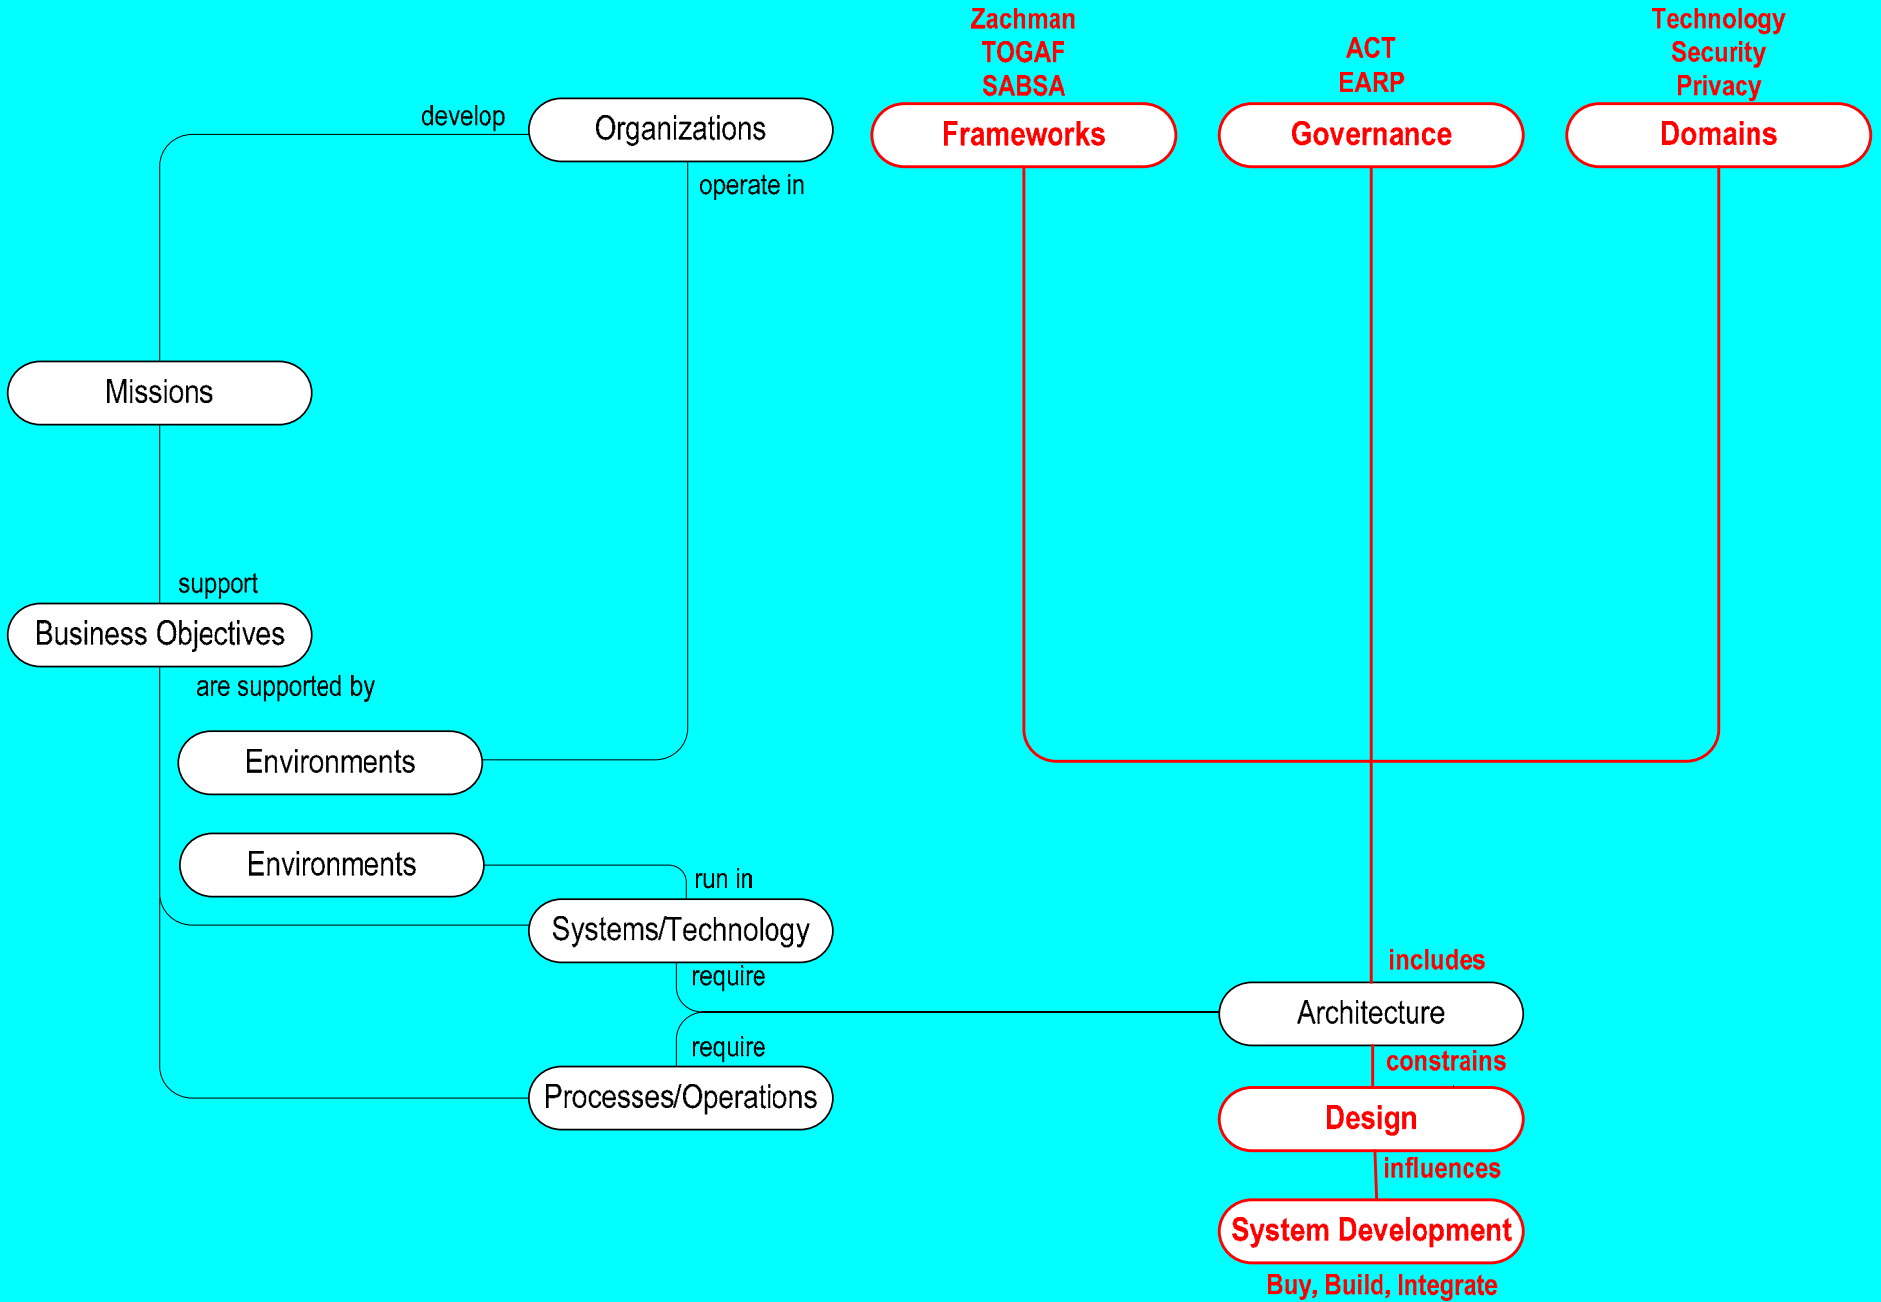 Zachman
TOGAF
SABSA
ACT
EARP
Technology
Security
Privacy
develop
Organizations
Frameworks
Governance
Domains
operate in
Missions
support
Business Objectives
are supported by
Environments
Environments
run in
Systems/Technology
require
includes
Architecture
require
constrains
Processes/Operations
Design
influences
System Development
Buy, Build, Integrate